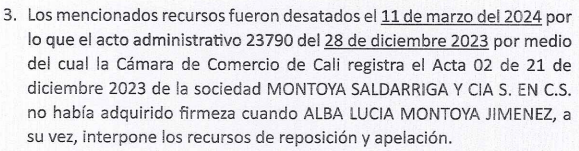 3. Los mencionados recursos fueron desatados el 11 de marzo del 2024 por
lo que el acto administrativo 23790 del 28 de diciembre 2023 por medio
del cual la Cámara de Comercio de Cali registra el Acta 02 de 21 de
diciembre 2023 de la sociedad MONTOYA SALDARRIGA Y CIA S. EN C.S.
no había adquirido firmeza cuando ALBA LUCIA MONTOYA JIMENEZ, a
su vez, interpone los recursos de reposición y apelación.